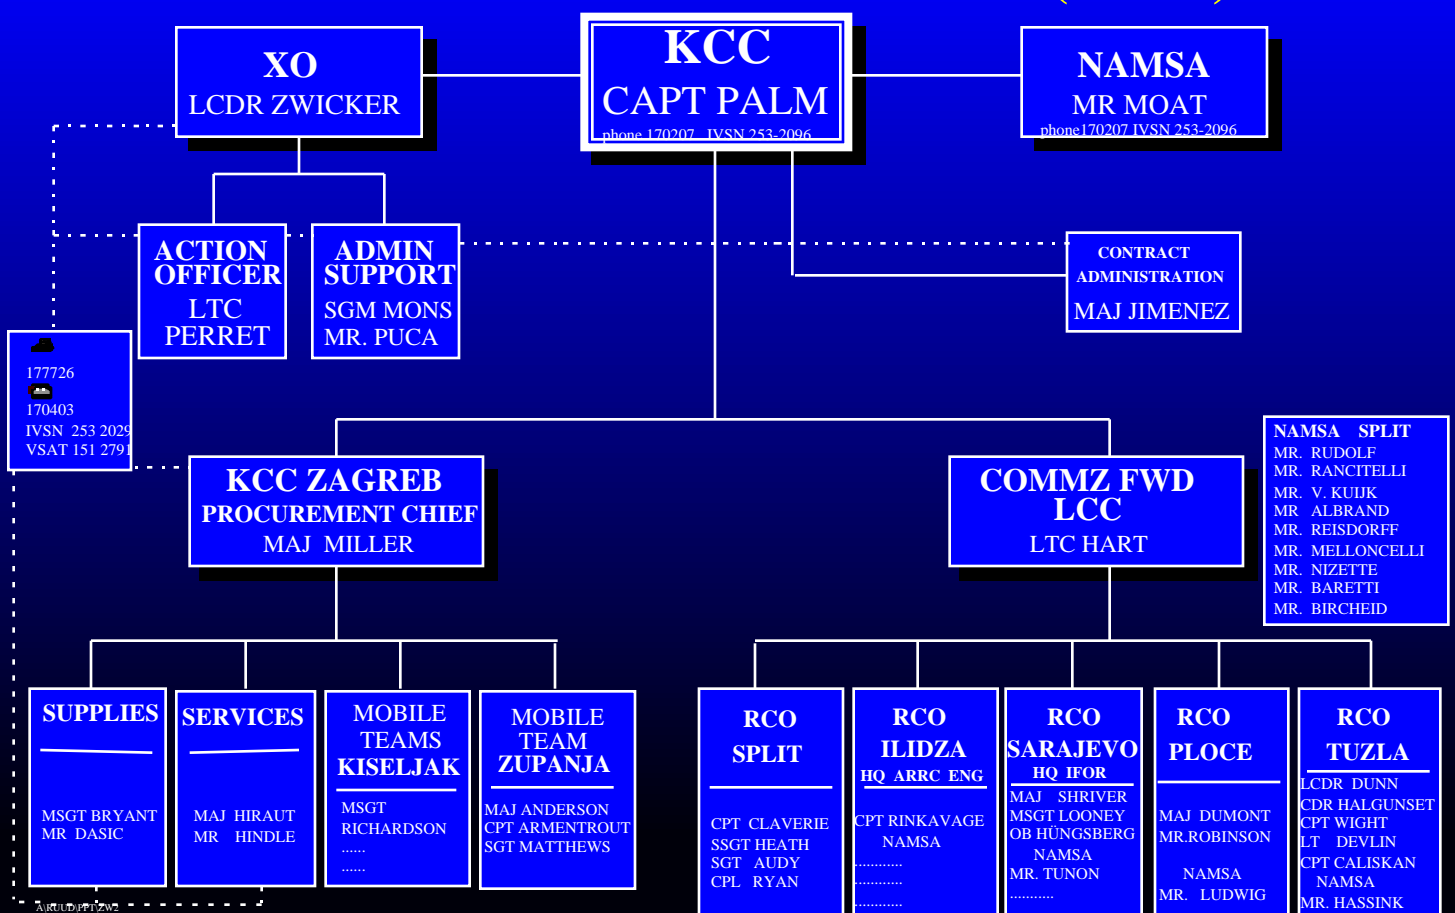 XO
LCDR ZWICKER
KCC
CAPT PALM
phone 170207 IVSN 253-2096
NAMSA
MR MOAT
phone170207 IVSN 253-2096
ACTION
OFFICER
LTC
PERRET
ADMIN
SUPPORT
SGM MONS
MR. PUCA
CONTRACT
ADMINISTRATION
MAJ JIMENEZ
177726
170403
IVSN 253 2029
VSAT 151 2791
KCC ZAGREB
PROCUREMENT CHIEF
MAJ MILLER
COMMZ FWD
LCC
LTC HART
NAMSA SPLIT
MR. RUDOLF
MR. RANCITELLI
MR. V. KUIJK
MR ALBRAND
MR. REISDORFF
MR. MELLONCELLI
MR. NIZETTE
MR. BARETTI
MR. BIRCHEID
SUPPLIES
MSGT BRYANT
MR DASIC
SERVICES
MAJ HIRAUT
MR HINDLE
MOBILE
TEAMS
KISELJAK
MSGT
RICHARDSON
......
......
MOBILE
TEAM
ZUPANJA
MAJ ANDERSON
CPT ARMENTROUT
SGT MATTHEWS
RCO
SPLIT
CPT CLAVERIE
SSGT HEATH
SGT AUDY
CPL RYAN
RCO
ILIDZA
HQ ARRC ENG
CPT RINKAVAGE
NAMSA
............
............
............
RCO
SARAJEVO
HQ IFOR
MAJ SHRIVER
MSGT LOONEY
OB HÜNGSBERG
NAMSA
MR. TUNON
...........
RCO
PLOCE
MAJ DUMONT
MR.ROBINSON
NAMSA
MR. LUDWIG
RCO
TUZLA
LCDR DUNN
CDR HALGUNSET
CPT WIGHT
LT DEVLIN
CPT CALISKAN
NAMSA
MR. HASSINK
A\RUUD\PPT\ZW2